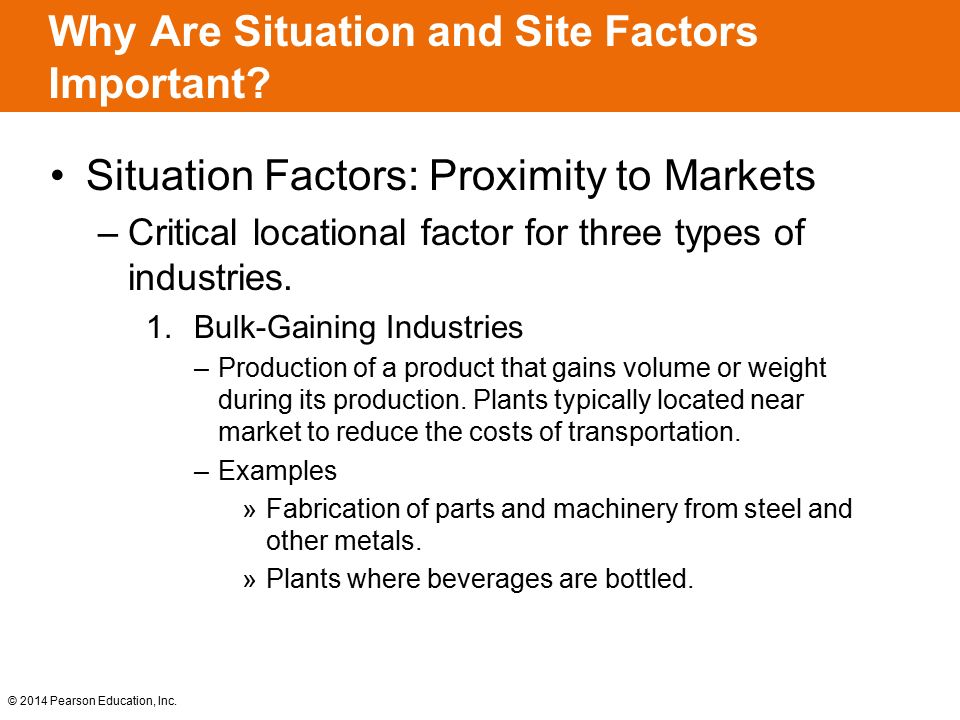 Why Are Situation and Site Factors
Important?
• Situation Factors: Proximity to Markets
– Critical locational factor for three types of
industries.
1. Bulk-Gaining Industries
– Production of a product that gains volume or weight
during its production. Plants typically located near
market to reduce the costs of transportation.
– Examples
» Fabrication of parts and machinery from steel and
other metals.
» Plants where beverages are bottled.
© 2014 Pearson Education, Inc.